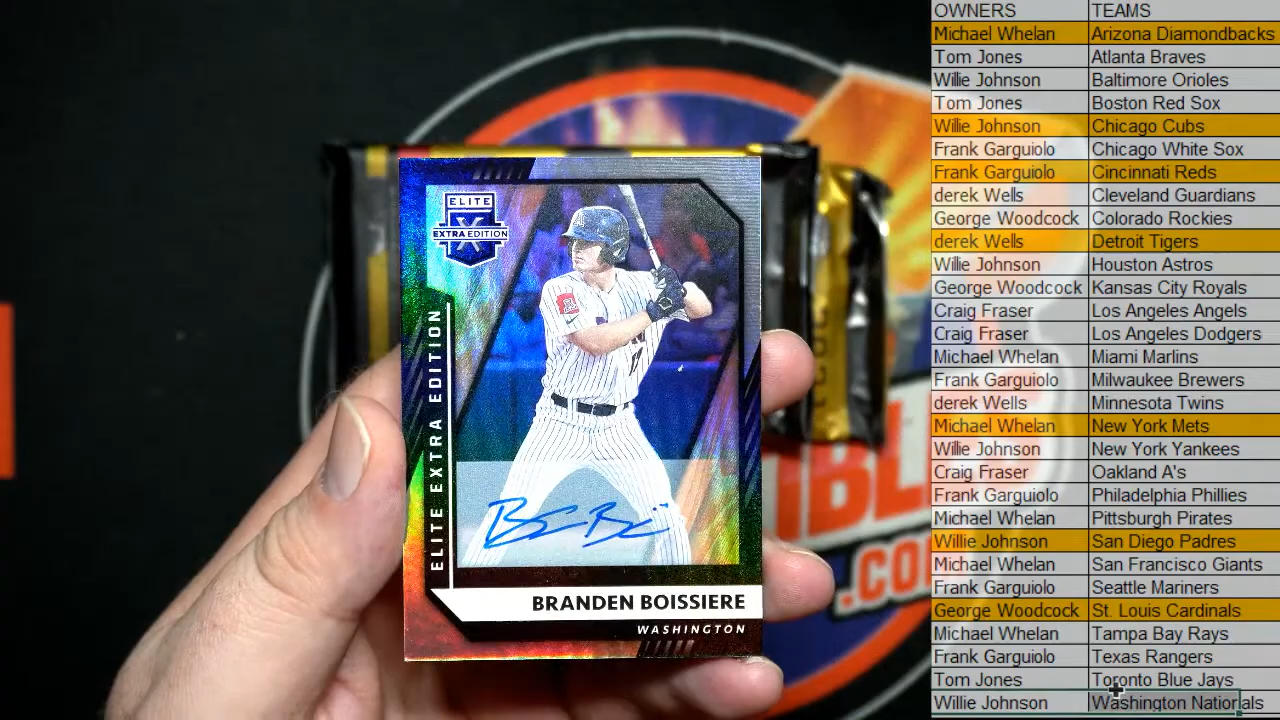 OWNERS TEAMS
Michael Whelan Arizona Diamondbacks
Tom Jones Atlanta Braves
Willie Johnson Baltimore Orioles
Tom Jones Boston Red Sox
Willie Johnson Chicago Cubs
Frank Garguiolo Chicago White Sox
Frank Garguiolo Cincinnati Reds
derek Wells Cleveland Guardians
George Woodcock Colorado Rockies
derek Wells Detroit Tigers
Willie Johnson Houston Astros
George Woodcock Kansas City Royals
Craig Fraser Los Angeles Angels
Craig Fraser Los Angeles Dodgers
Michael Whelan Miami Marlins
Frank Garguiolo Milwaukee Brewers
derek Wells Minnesota Twins
Michael Whelan New York Mets
Willie Johnson New York Yankees
Craig Fraser Oakland A's
Frank Garguiolo Philadelphia Phillies
Michael Whelan Pittsburgh Pirates
Willie Johnson San Diego Padres
Michael Whelan San Francisco Giants
Frank Garguiolo Seattle Mariners
George Woodcock St. Louis Cardinals
Michael Whelan Tampa Bay Rays
Frank Garguiolo Texas Rangers
Tom Jones Toronto Blue Jays
Willie Johnson Washington Nationals
ELITE
X
EXTRA EDITION
ELITE EXTRA EDITION
BRANDEN BOISSIERE
WASHINGTON
.CO